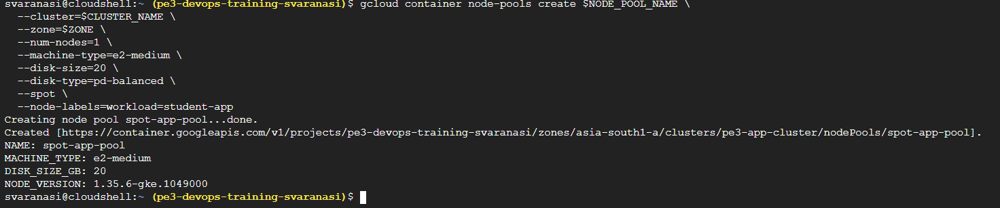 svaranasi@cloudshell:~ (pe3-devops-training-svaranasi)$ gcloud container node-pools create $NODE_POOL_NAME \
  --cluster=$CLUSTER_NAME \
  --zone=$ZONE \
  --num-nodes=1 \
  --machine-type=e2-medium \
  --disk-size=20 \
  --disk-type=pd-balanced \
  --spot \
  --node-labels=workload=student-app
Creating node pool spot-app-pool...done.
Created [https://container.googleapis.com/v1/projects/pe3-devops-training-svaranasi/zones/asia-south1-a/clusters/pe3-app-cluster/nodePools/spot-app-pool].
NAME: spot-app-pool
MACHINE_TYPE: e2-medium
DISK_SIZE_GB: 20
NODE_VERSION: 1.35.6-gke.1049000
svaranasi@cloudshell:~ (pe3-devops-training-svaranasi)$